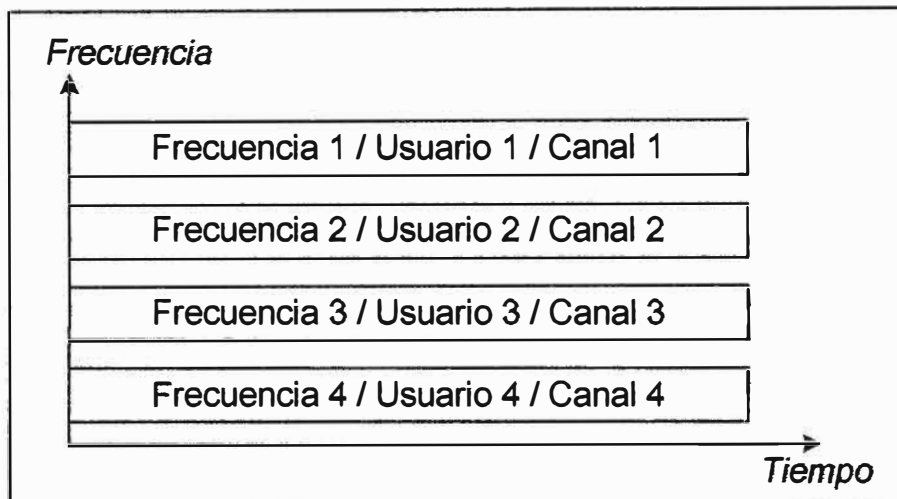 Frecuencia
Frecuencia 1 / Usuario 1 / Canal 1
Frecuencia 2 / Usuario 2 / Canal 2
Frecuencia 3 / Usuario 3 / Canal 3
Frecuencia 4 / Usuario 4 / Canal 4
Tiempo